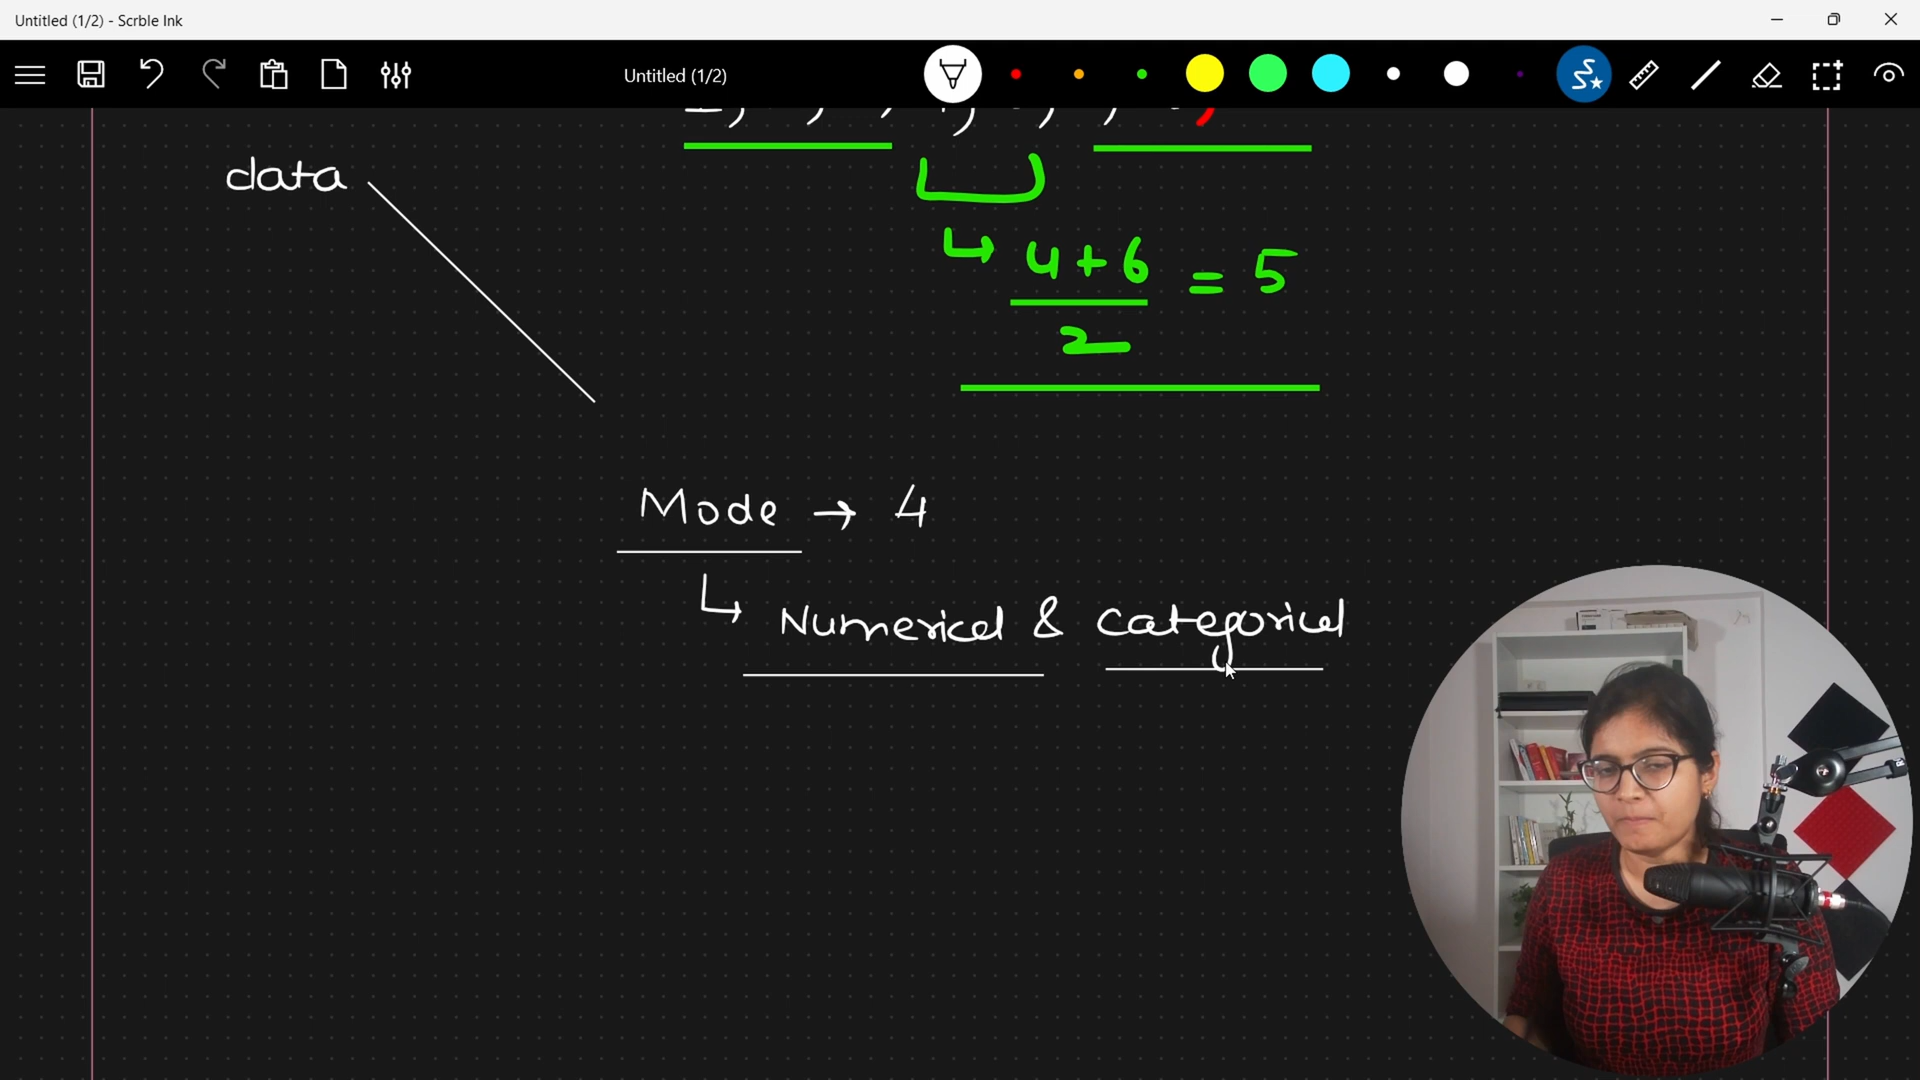 Untitled (1/2) - Scrble Ink
Untitled (1/2)
data
4 + 6
= 5
2
Mode → 4
↳ Numerical & Categorical